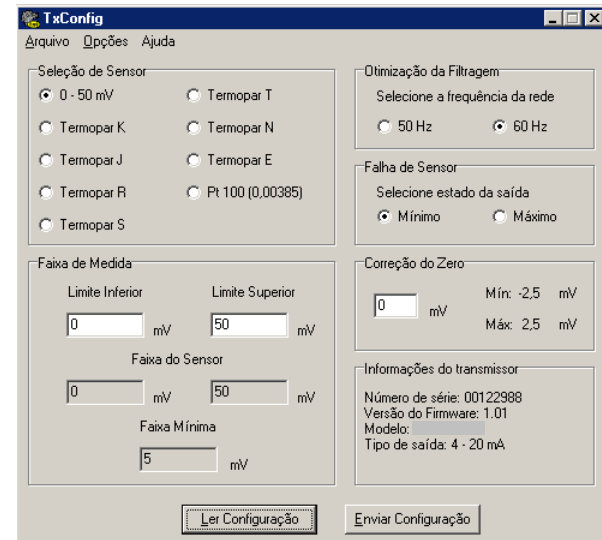 TxConfig
Arquivo Opções Ajuda
Seleção de Sensor
0 - 50 mV
Termopar T
Termopar K
Termopar N
Termopar J
Termopar E
Termopar R
Pt 100 (0,00385)
Termopar S
Otimização da Filtragem
Selecione a frequência da rede
50 Hz
60 Hz
Falha de Sensor
Selecione estado da saída
Mínimo
Máximo
Faixa de Medida
Limite Inferior
Limite Superior
0 mV
50 mV
Faixa do Sensor
0 mV
50 mV
Faixa Mínima
5 mV
Correção do Zero
0 mV
Mín: -2,5 mV
Máx: 2,5 mV
Informações do transmissor
Número de série: 00122988
Versão do Firmware: 1.01
Modelo:
Tipo de saída: 4 - 20 mA
Ler Configuração
Enviar Configuração